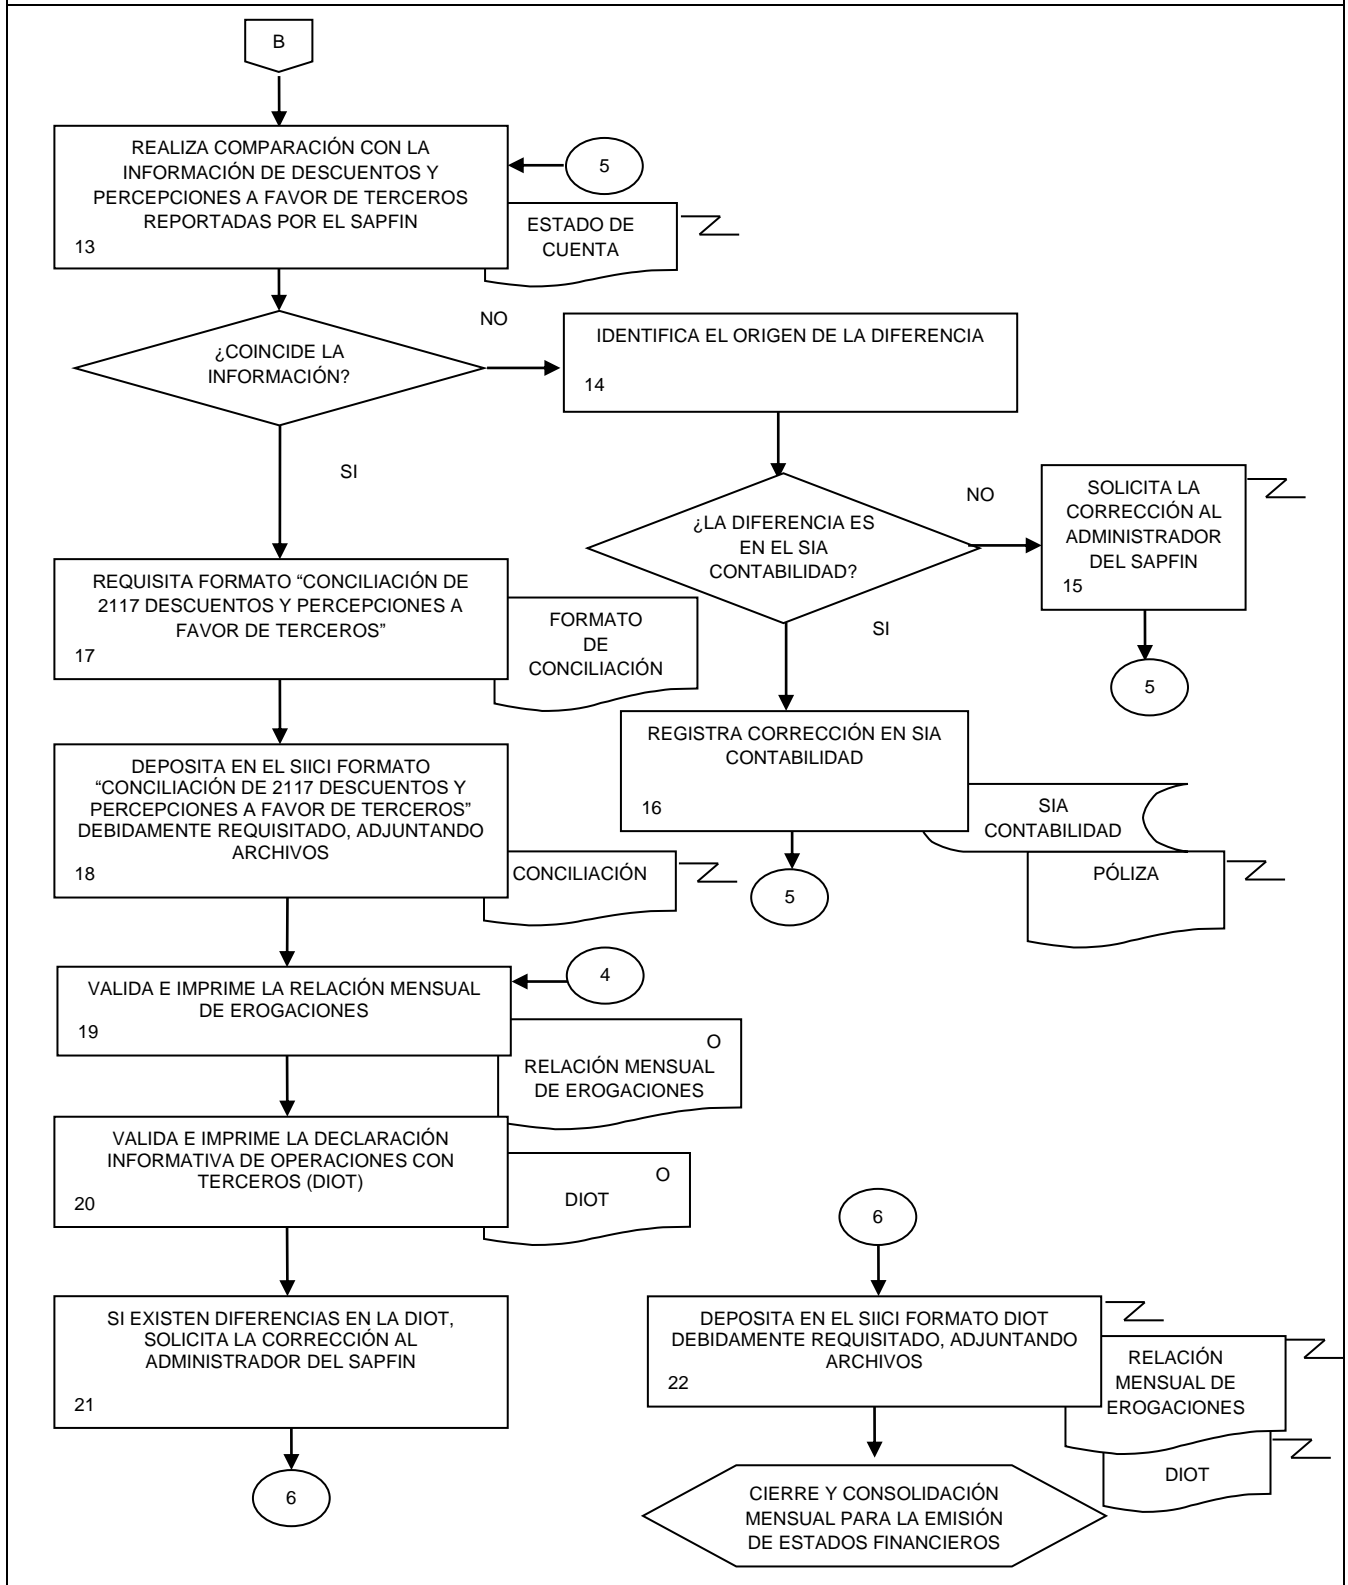 B
REALIZA COMPARACIÓN CON LA
INFORMACIÓN DE DESCUENTOS Y
PERCEPCIONES A FAVOR DE TERCEROS
REPORTADAS POR EL SAPFIN
13
5
ESTADO DE
CUENTA
¿COINCIDE LA
INFORMACIÓN?
NO
SI
IDENTIFICA EL ORIGEN DE LA DIFERENCIA
14
¿LA DIFERENCIA ES
EN EL SIA
CONTABILIDAD?
NO
SI
SOLICITA LA
CORRECCIÓN AL
ADMINISTRADOR
DEL SAPFIN
15
5
REQUISITA FORMATO “CONCILIACIÓN DE
2117 DESCUENTOS Y PERCEPCIONES A
FAVOR DE TERCEROS”
17
FORMATO
DE
CONCILIACIÓN
REGISTRA CORRECCIÓN EN SIA
CONTABILIDAD
16
SIA
CONTABILIDAD
PÓLIZA
5
DEPOSITA EN EL SIICI FORMATO
“CONCILIACIÓN DE 2117 DESCUENTOS Y
PERCEPCIONES A FAVOR DE TERCEROS”
DEBIDAMENTE REQUISITADO, ADJUNTANDO
ARCHIVOS
18
CONCILIACIÓN
4
VALIDA E IMPRIME LA RELACIÓN MENSUAL
DE EROGACIONES
19
O
RELACIÓN MENSUAL
DE EROGACIONES
VALIDA E IMPRIME LA DECLARACIÓN
INFORMATIVA DE OPERACIONES CON
TERCEROS (DIOT)
20
O
DIOT
SI EXISTEN DIFERENCIAS EN LA DIOT,
SOLICITA LA CORRECCIÓN AL
ADMINISTRADOR DEL SAPFIN
21
6
6
DEPOSITA EN EL SIICI FORMATO DIOT
DEBIDAMENTE REQUISITADO, ADJUNTANDO
ARCHIVOS
22
RELACIÓN
MENSUAL DE
EROGACIONES
DIOT
CIERRE Y CONSOLIDACIÓN
MENSUAL PARA LA EMISIÓN
DE ESTADOS FINANCIEROS